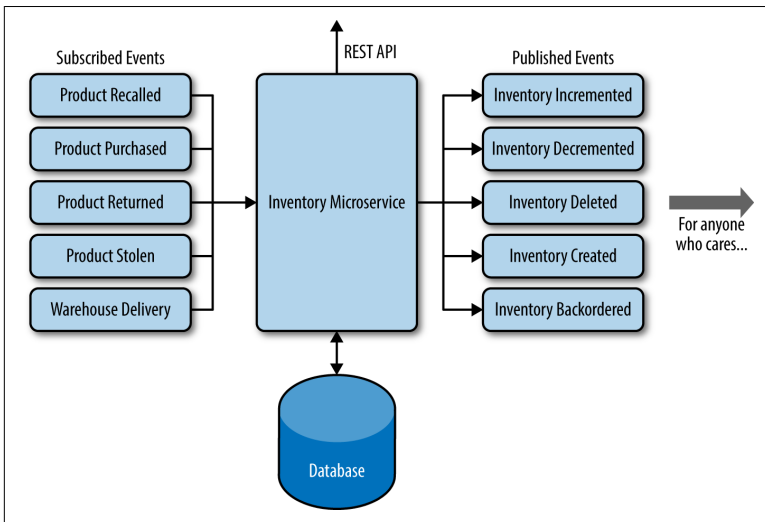 REST API
Subscribed Events
Product Recalled
Product Purchased
Product Returned
Product Stolen
Warehouse Delivery
Inventory Microservice
Published Events
Inventory Incremented
Inventory Decremented
Inventory Deleted
Inventory Created
Inventory Backordered
For anyone
who cares...
Database